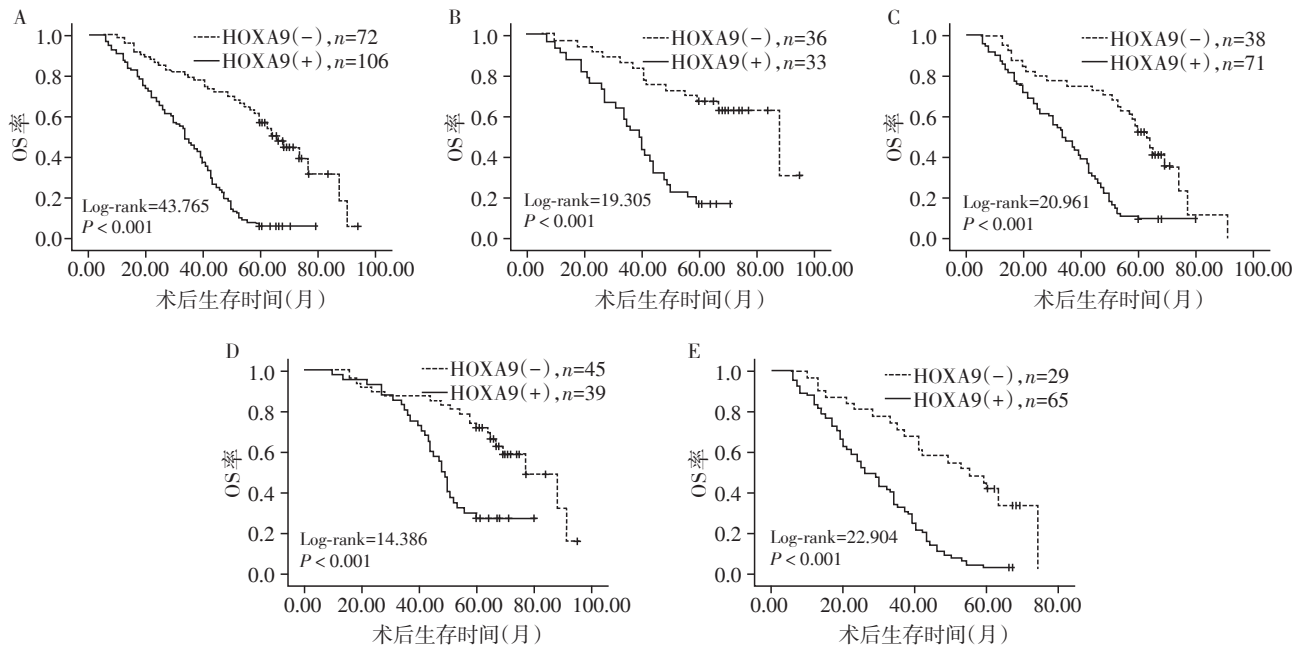 A
HOXA9(-),n=72
HOXA9(+),n=106
1.0
0.8
0.6
0.4
0.2
0.0
OS率
Log-rank=43.765
P<0.001
0.00 20.00 40.00 60.00 80.00 100.00
术后生存时间(月)
B
HOXA9(-),n=36
HOXA9(+),n=33
1.0
0.8
0.6
0.4
0.2
0.0
OS率
Log-rank=19.305
P<0.001
0.00 20.00 40.00 60.00 80.00 100.00
术后生存时间(月)
C
HOXA9(-),n=38
HOXA9(+),n=71
1.0
0.8
0.6
0.4
0.2
0.0
OS率
Log-rank=20.961
P<0.001
0.00 20.00 40.00 60.00 80.00 100.00
术后生存时间(月)
D
HOXA9(-),n=45
HOXA9(+),n=39
1.0
0.8
0.6
0.4
0.2
0.0
OS率
Log-rank=14.386
P<0.001
0.00 20.00 40.00 60.00 80.00 100.00
术后生存时间(月)
E
HOXA9(-),n=29
HOXA9(+),n=65
1.0
0.8
0.6
0.4
0.2
0.0
OS率
Log-rank=22.904
P<0.001
0.00 20.00 40.00 60.00 80.00
术后生存时间(月)